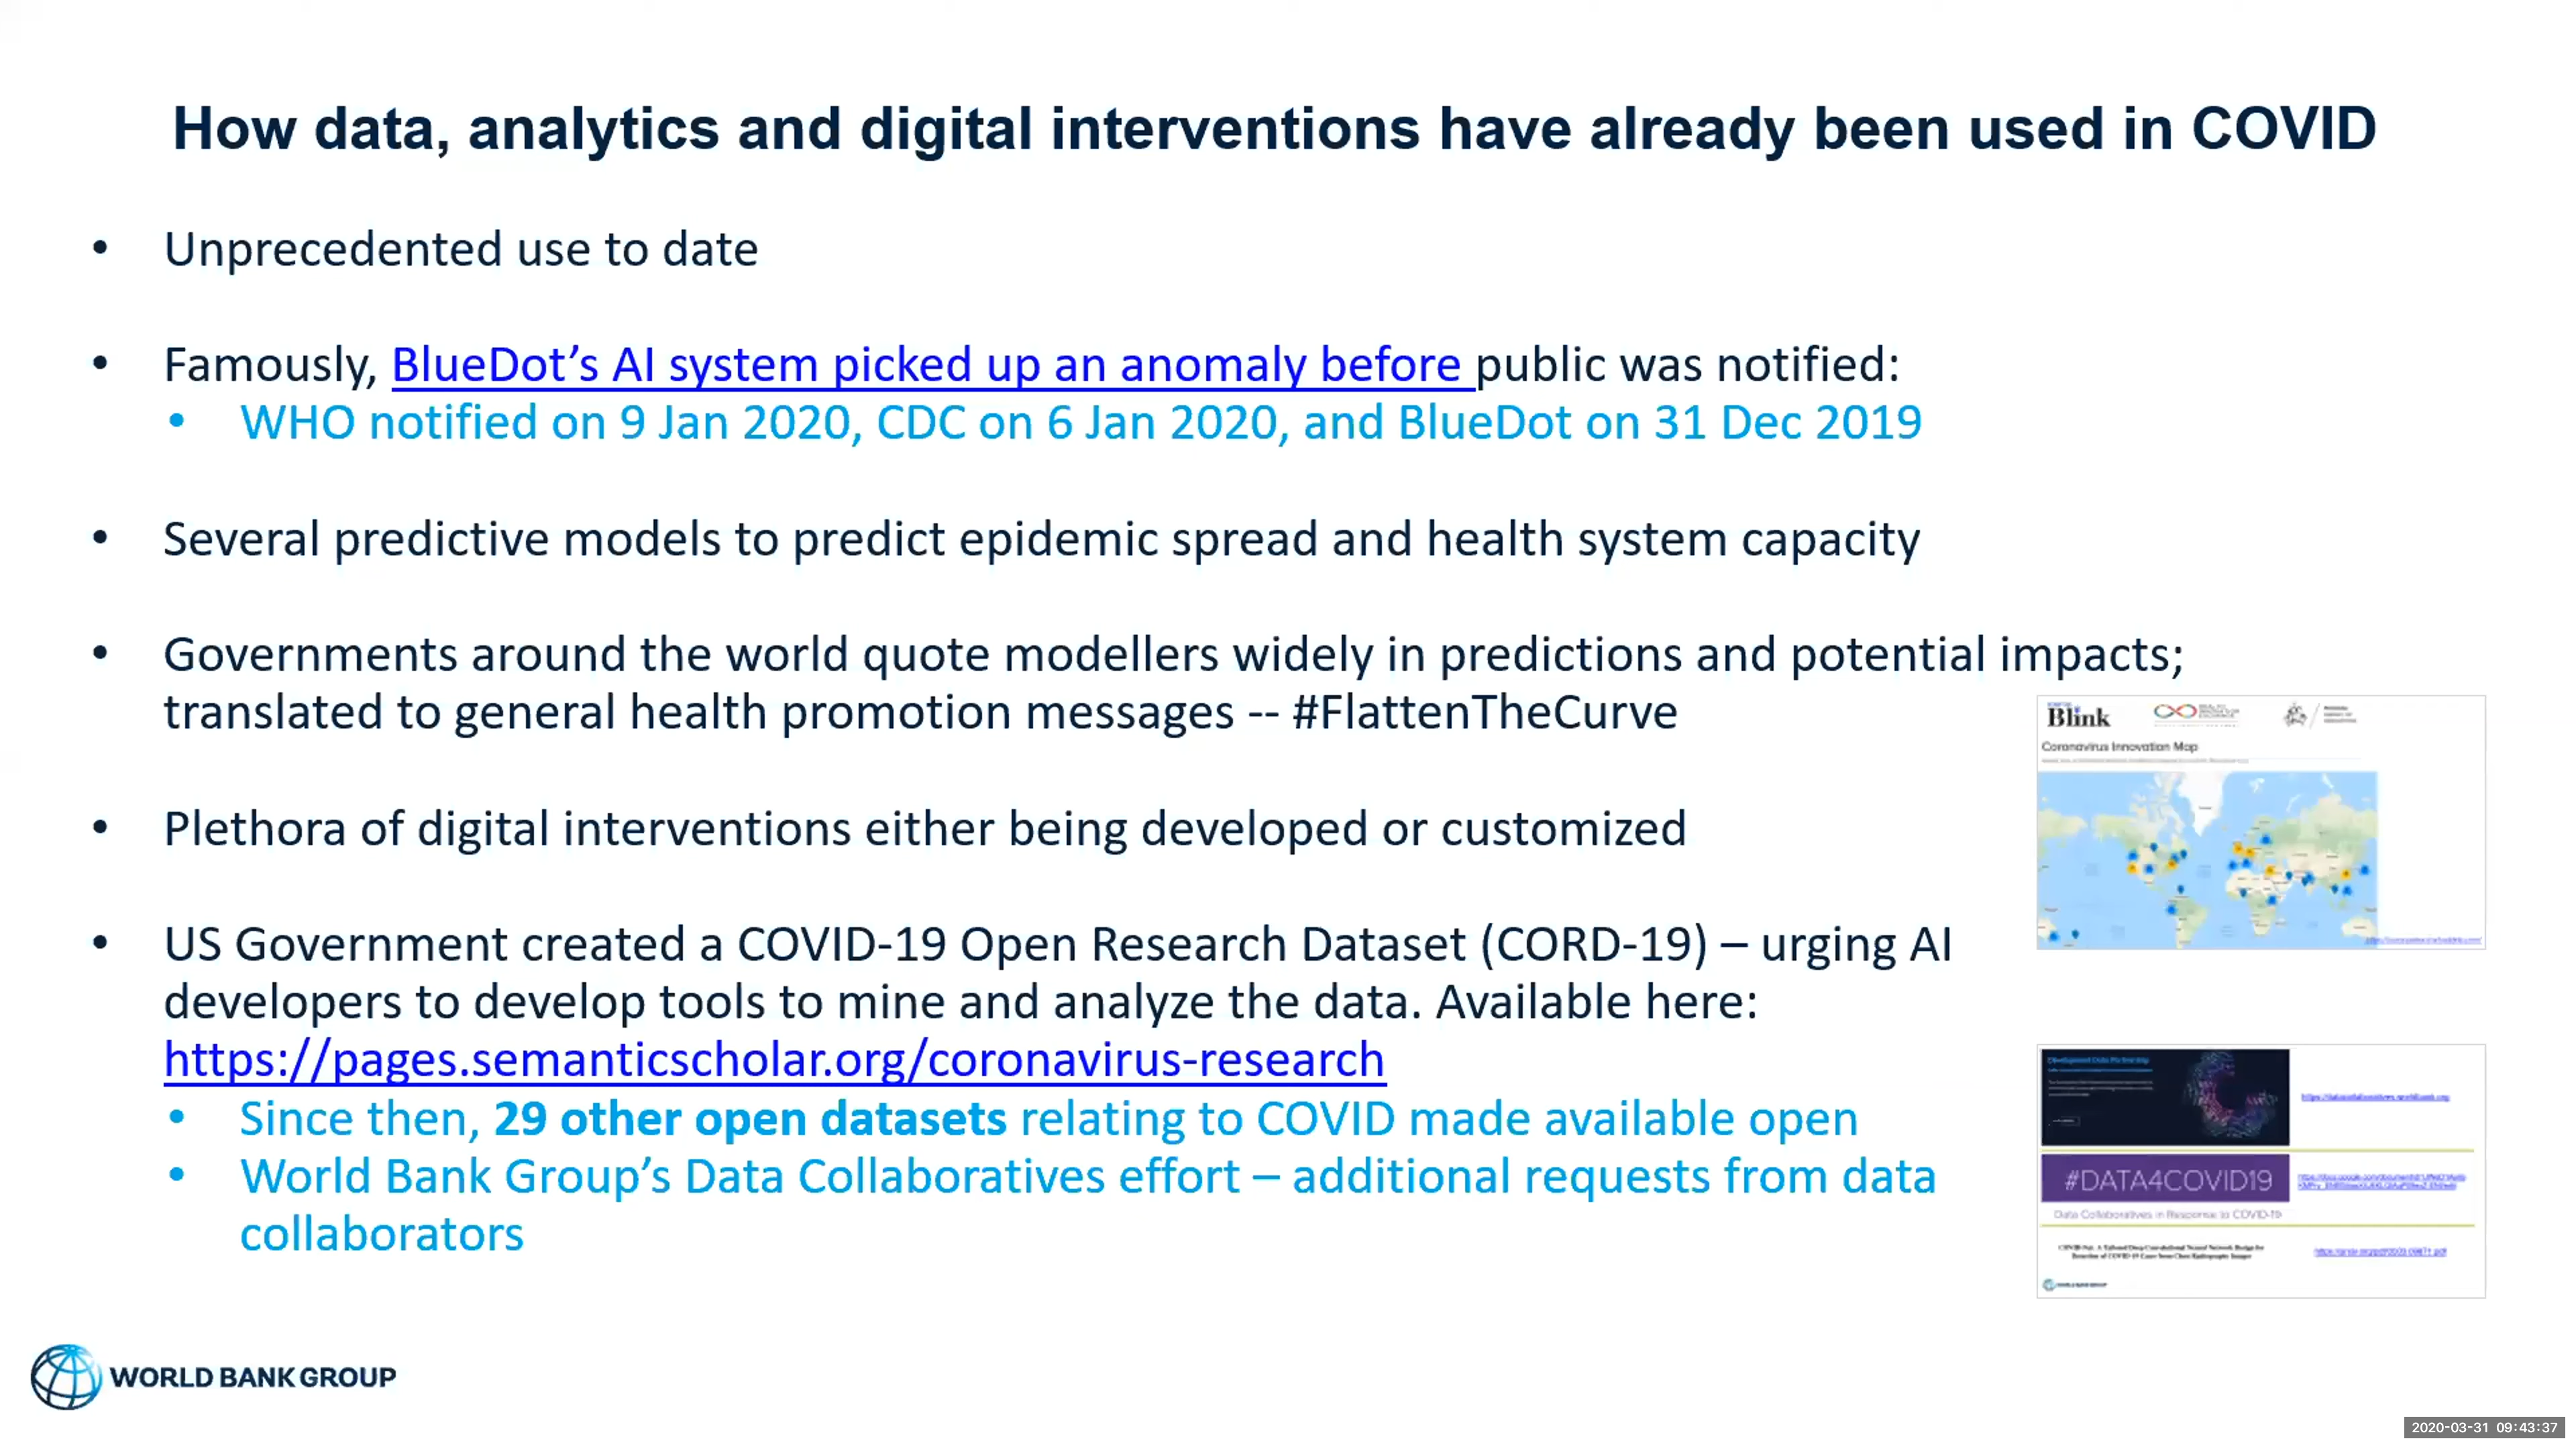 How data, analytics and digital interventions have already been used in COVID
• Unprecedented use to date
• Famously, BlueDot’s AI system picked up an anomaly before public was notified:
• WHO notified on 9 Jan 2020, CDC on 6 Jan 2020, and BlueDot on 31 Dec 2019
• Several predictive models to predict epidemic spread and health system capacity
• Governments around the world quote modellers widely in predictions and potential impacts;
translated to general health promotion messages -- #FlattenTheCurve
• Plethora of digital interventions either being developed or customized
• US Government created a COVID-19 Open Research Dataset (CORD-19) – urging AI
developers to develop tools to mine and analyze the data. Available here:
https://pages.semanticscholar.org/coronavirus-research
• Since then, 29 other open datasets relating to COVID made available open
• World Bank Group’s Data Collaboratives effort – additional requests from data
collaborators
Blink
Coronavirus Innovation Map
Development Data Partnership
#DATA4COVID19
Data Collaboratives in Response to COVID-19
WORLD BANK GROUP
2020-03-31 09:43:37